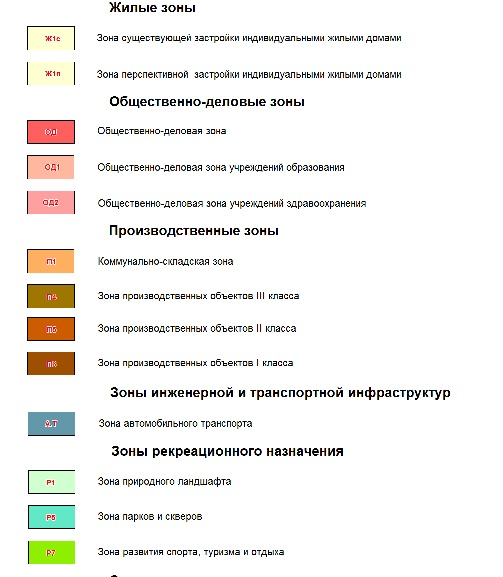 Жилые зоны
Ж1с Зона существующей застройки индивидуальными жилыми домами
Ж1п Зона перспективной застройки индивидуальными жилыми домами
Общественно-деловые зоны
ОД Общественно-деловая зона
ОД1 Общественно-деловая зона учреждений образования
ОД2 Общественно-деловая зона учреждений здравоохранения
Производственные зоны
П1 Коммунально-складская зона
П4 Зона производственных объектов III класса
П5 Зона производственных объектов II класса
П6 Зона производственных объектов I класса
Зоны инженерной и транспортной инфраструктур
А.Т Зона автомобильного транспорта
Зоны рекреационного назначения
Р1 Зона природного ландшафта
Р5 Зона парков и скверов
Р7 Зона развития спорта, туризма и отдыха